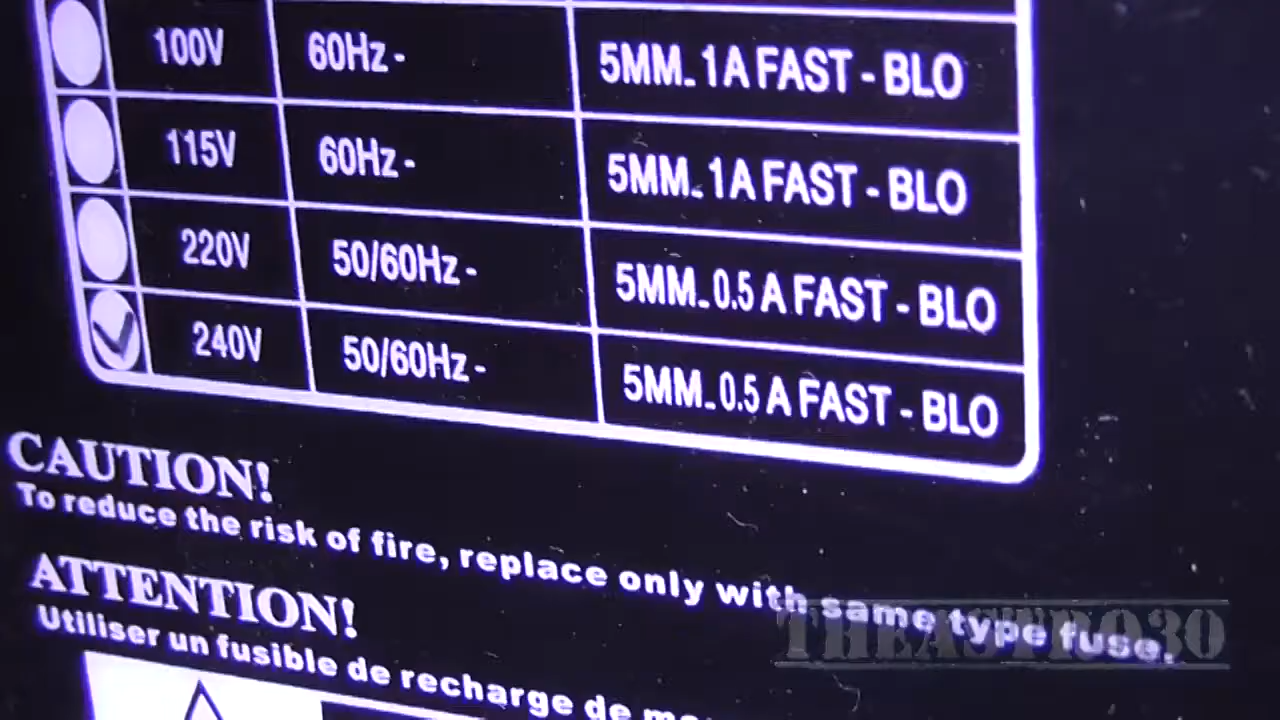 100V 60Hz - 5MM. 1A FAST - BLO
115V 60Hz - 5MM. 1A FAST - BLO
220V 50/60Hz - 5MM. 0.5 A FAST - BLO
240V 50/60Hz - 5MM. 0.5 A FAST - BLO
CAUTION!
To reduce the risk of fire, replace only with same type fuse.
ATTENTION!
Utiliser un fusible de recharge de
THEASTRO30